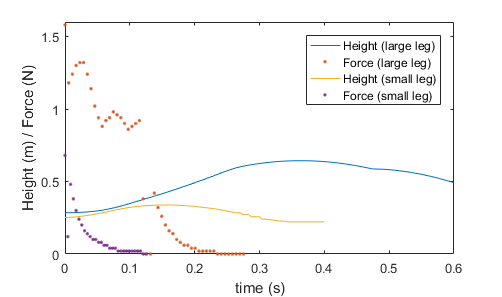 1.5
1
0.5
0
0
0.1
0.2
0.3
0.4
0.5
0.6
Height (m) / Force (N)
time (s)
Height (large leg)
Force (large leg)
Height (small leg)
Force (small leg)